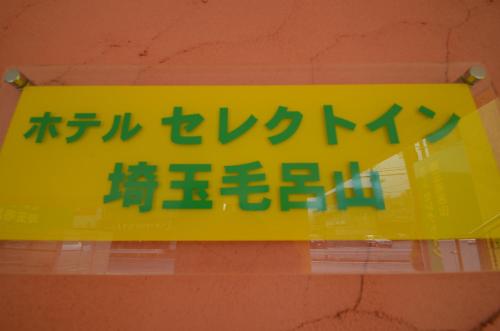 ホテル セレクトイン
埼玉毛呂山